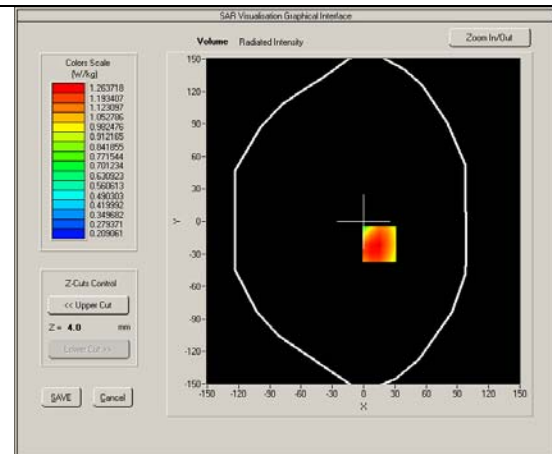 SAR Visualisation Graphical Interface
Volume Radiated Intensity
Zoom In/Out
Colors Scale
(W/kg)
1.263718
1.193407
1.123097
1.052786
0.982476
0.912165
0.841855
0.771544
0.701234
0.630923
0.560613
0.490303
0.419992
0.349682
0.279371
0.209061
Z-Cuts Control
<< Upper Cut
Z = 4.0 mm
Lower Cut >>
SAVE Cancel
150
120
90
60
30
0
-30
-60
-90
-120
-150
Y
-150 -120 -90 -60 -30 0 30 60 90 120 150
X